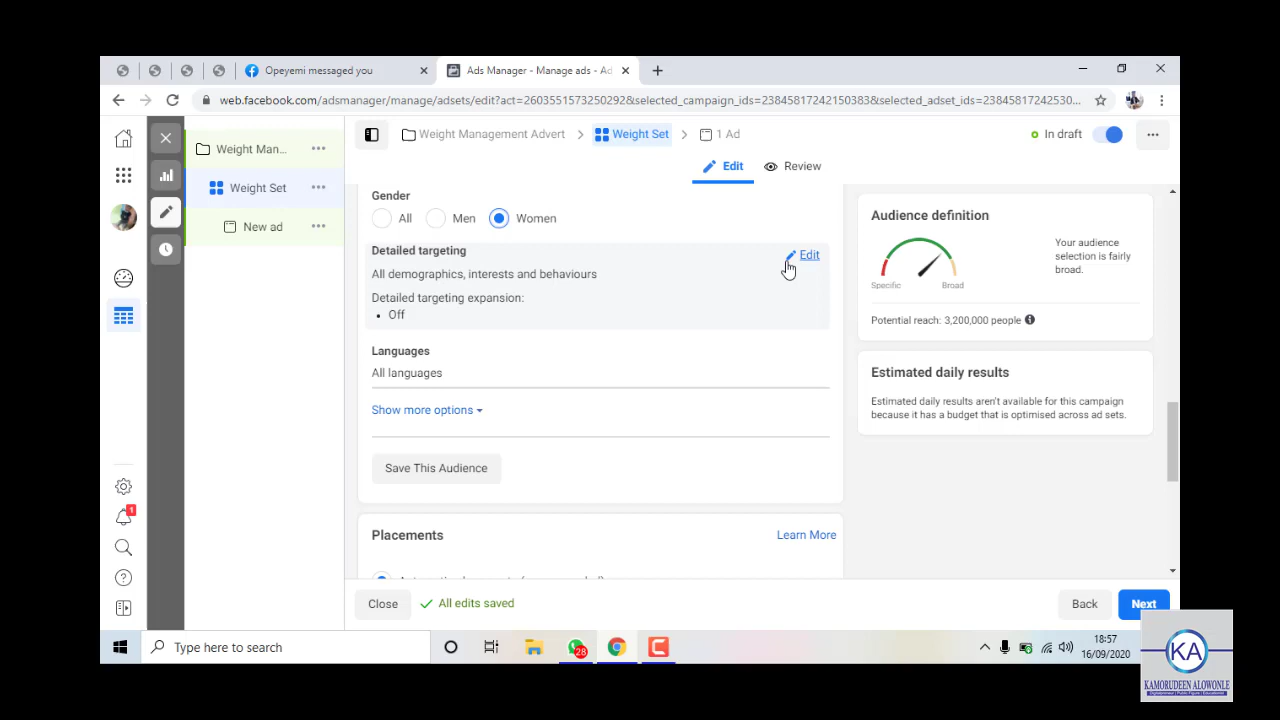 Opeyemi messaged you
Ads Manager - Manage ads - Ad
web.facebook.com/adsmanager/manage/adsets/edit?act=2603551573250292&selected_campaign_ids=23845817242150383&selected_adset_ids=23845817242530...
Weight Man...
Weight Set
New ad
Weight Management Advert
Weight Set
1 Ad
In draft
Edit
Review
Gender
All
Men
Women
Detailed targeting
Edit
All demographics, interests and behaviours
Detailed targeting expansion:
• Off
Languages
All languages
Show more options
Save This Audience
Placements
Learn More
Audience definition
Your audience
selection is fairly
broad.
Specific
Broad
Potential reach: 3,200,000 people
Estimated daily results
Estimated daily results aren't available for this campaign
because it has a budget that is optimised across ad sets.
Close
All edits saved
Back
Next
1
Type here to search
28
18:57
16/09/2020
KA
KAMORUDEEN ALOWONLE